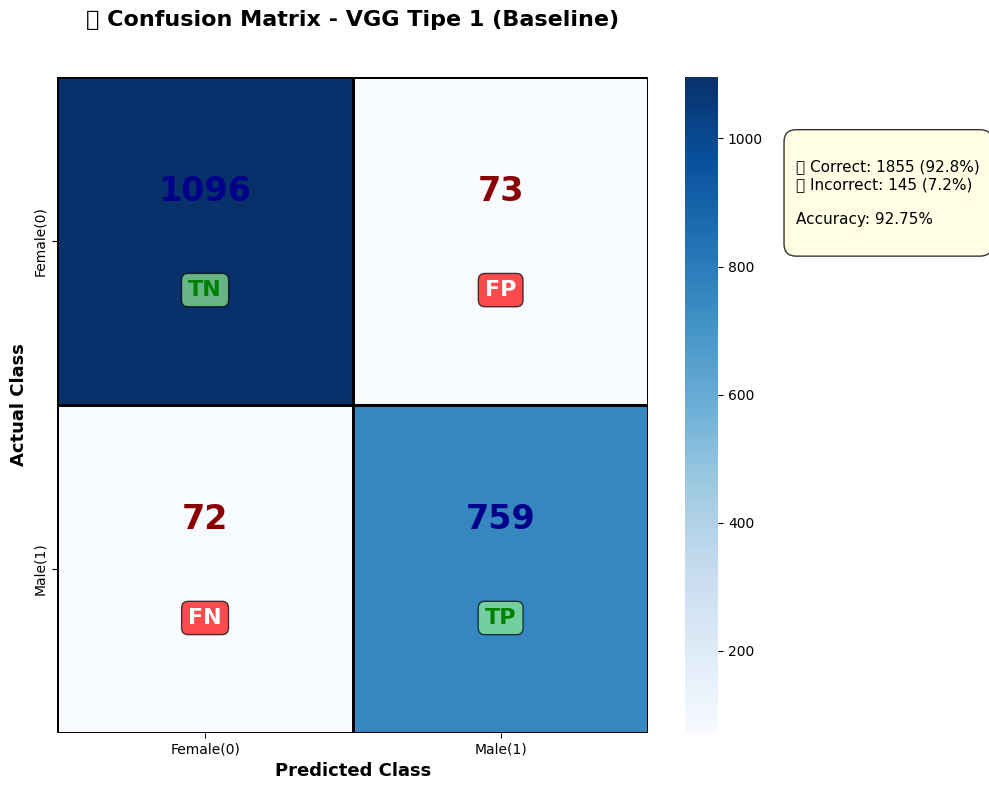 ▯ Confusion Matrix - VGG Tipe 1 (Baseline)
1096
73
TN
FP
72
759
FN
TP
Female(0)
Male(1)
Actual Class
Female(0)
Male(1)
Predicted Class
1000
800
600
400
200
▯ Correct: 1855 (92.8%)
▯ Incorrect: 145 (7.2%)
Accuracy: 92.75%